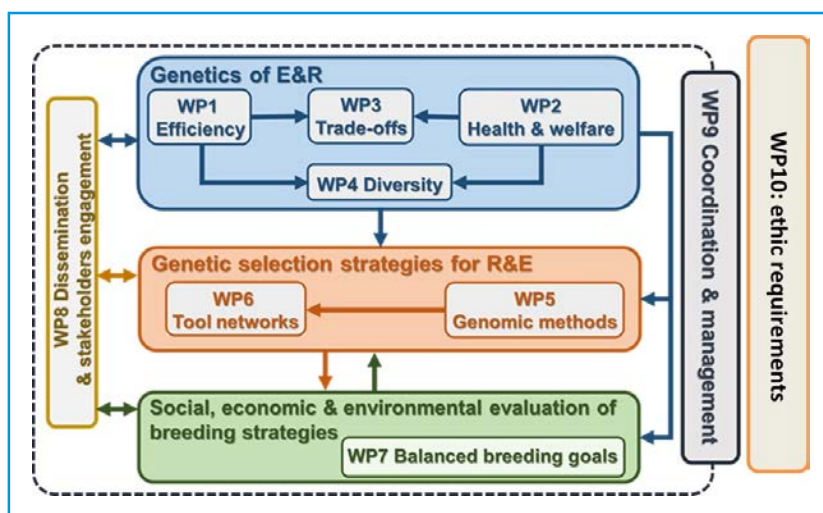 Genetics of E&R
WP1
Efficiency
WP3
Trade-offs
WP2
Health & welfare
WP4 Diversity
Genetic selection strategies for R&E
WP6
Tool networks
WP5
Genomic methods
Social, economic & environmental evaluation of
breeding strategies
WP7 Balanced breeding goals
WP8 Dissemination
& stakeholders engagement
WP9 Coordination & management
WP10: ethic requirements